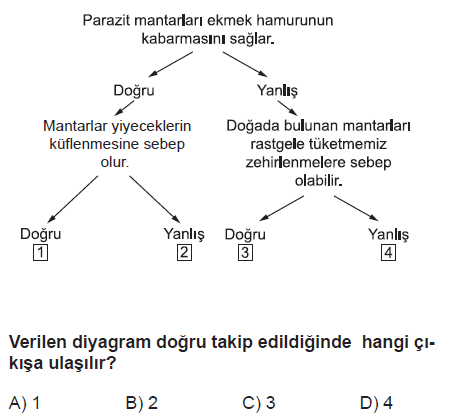 Parazit mantarları ekmek hamurunun
kabarmasını sağlar.
Doğru Yanlış
Mantarlar yiyeceklerin
küflenmesine sebep
olur.
Doğada bulunan mantarları
rastgele tüketmemiz
zehirlenmelere sebep
olabilir.
Doğru Yanlış Doğru Yanlış
1 2 3 4
Verilen diyagram doğru takip edildiğinde hangi çı-
kışa ulaşılır?
A) 1 B) 2 C) 3 D) 4